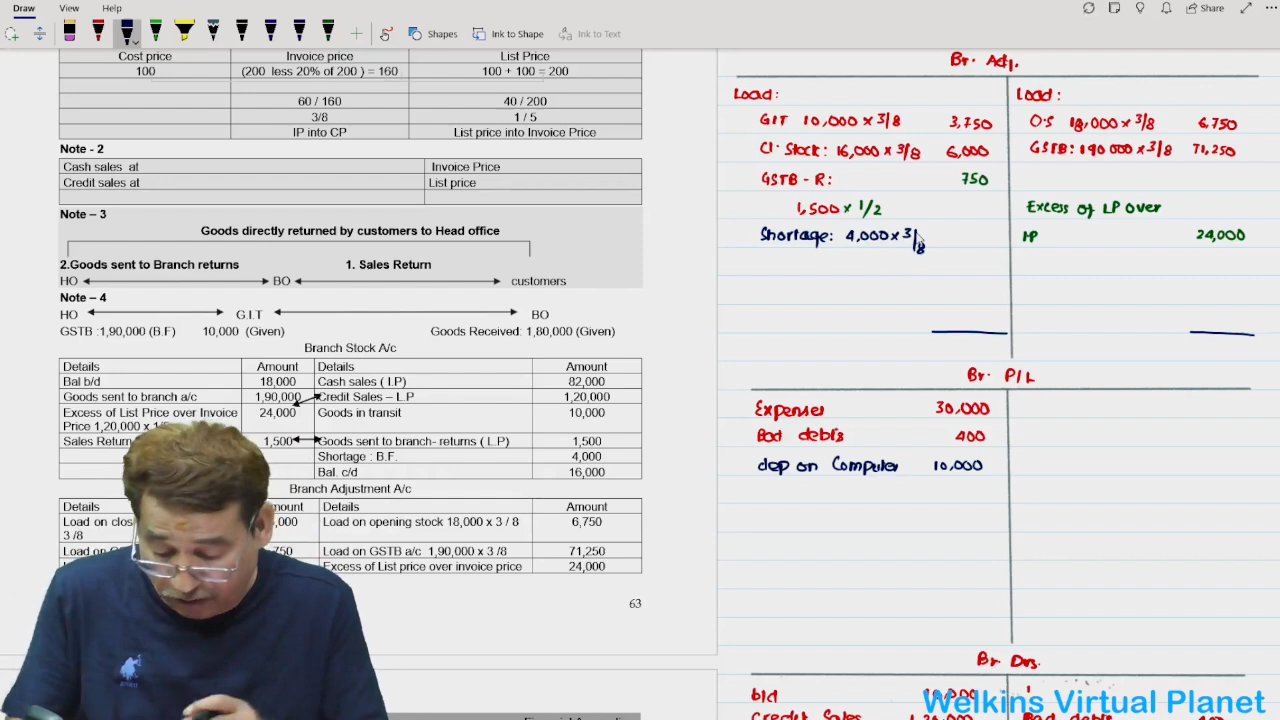 Draw View Help Share
Shapes Ink to Shape Ink to Text
Cost price Invoice price List Price
100 (200 less 20% of 200 ) = 160 100 + 100 = 200
60 / 160 40 / 200
3/8 1 / 5
IP into CP List price into Invoice Price
Note - 2
Cash sales at Invoice Price
Credit sales at List price
Note – 3
Goods directly returned by customers to Head office
2.Goods sent to Branch returns 1. Sales Return
HO BO customers
Note – 4
HO G.I.T BO
GSTB :1,90,000 (B.F) 10,000 (Given) Goods Received: 1,80,000 (Given)
Branch Stock A/c
Details Amount Details Amount
Bal b/d 18,000 Cash sales ( I.P) 82,000
Goods sent to branch a/c 1,90,000 Credit Sales – L.P 1,20,000
Excess of List Price over Invoice 24,000 Goods in transit 10,000
Price 1,20,000 x
Sales Return 1,500 Goods sent to branch- returns ( L.P) 1,500
Shortage : B.F. 4,000
Bal. c/d 16,000
Branch Adjustment A/c
Details Amount
Load on opening stock 18,000 x 3 / 8 6,750
3 /8
Load on GSTB a/c 1,90,000 x 3 /8 71,250
Excess of List price over invoice price 24,000
63
Br. Adj.
Load: Load:
GIT 10,000 x 3/8 3,750 O.S 18,000 x 3/8 6,750
Cl. Stock: 16,000 x 3/8 6,000 GSTB: 190 000 x 3/8 71,250
GSTB - R: 750
1,500 x 1/2 Excess of LP over
Shortage: 4,000 x 3/8 IP 24,000
Br. P/L
Expenses 30,000
Bad debts 400
dep on Computer 10,000
Br Drs.
b/d
Credit Sales Bad debts
Welkins Virtual Planet